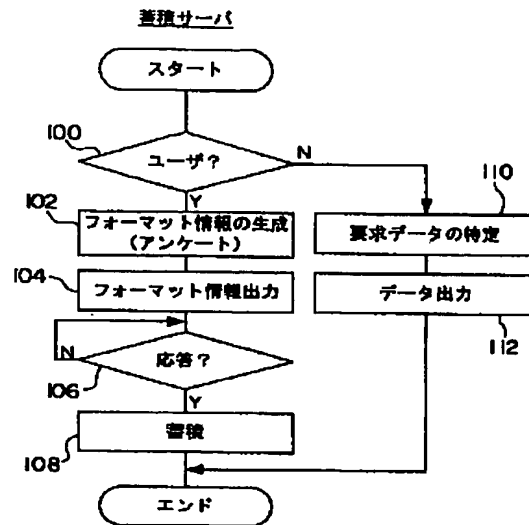 蓄積サーバ
スタート
100
ユーザ?
N
Y
102
フォーマット情報の生成
(アンケート)
110
要求データの特定
104
フォーマット情報出力
データ出力
112
N
応答?
106
Y
蓄積
108
エンド